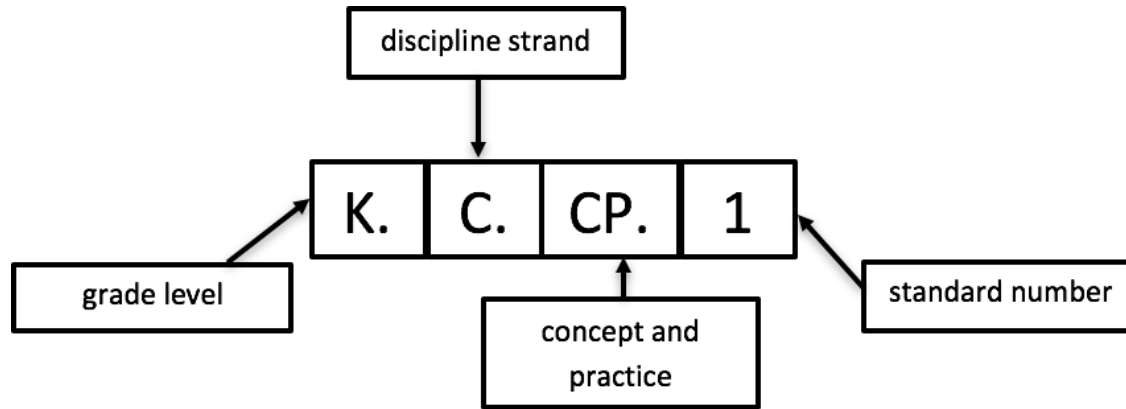 discipline strand
K. C. CP. 1
grade level
standard number
concept and
practice